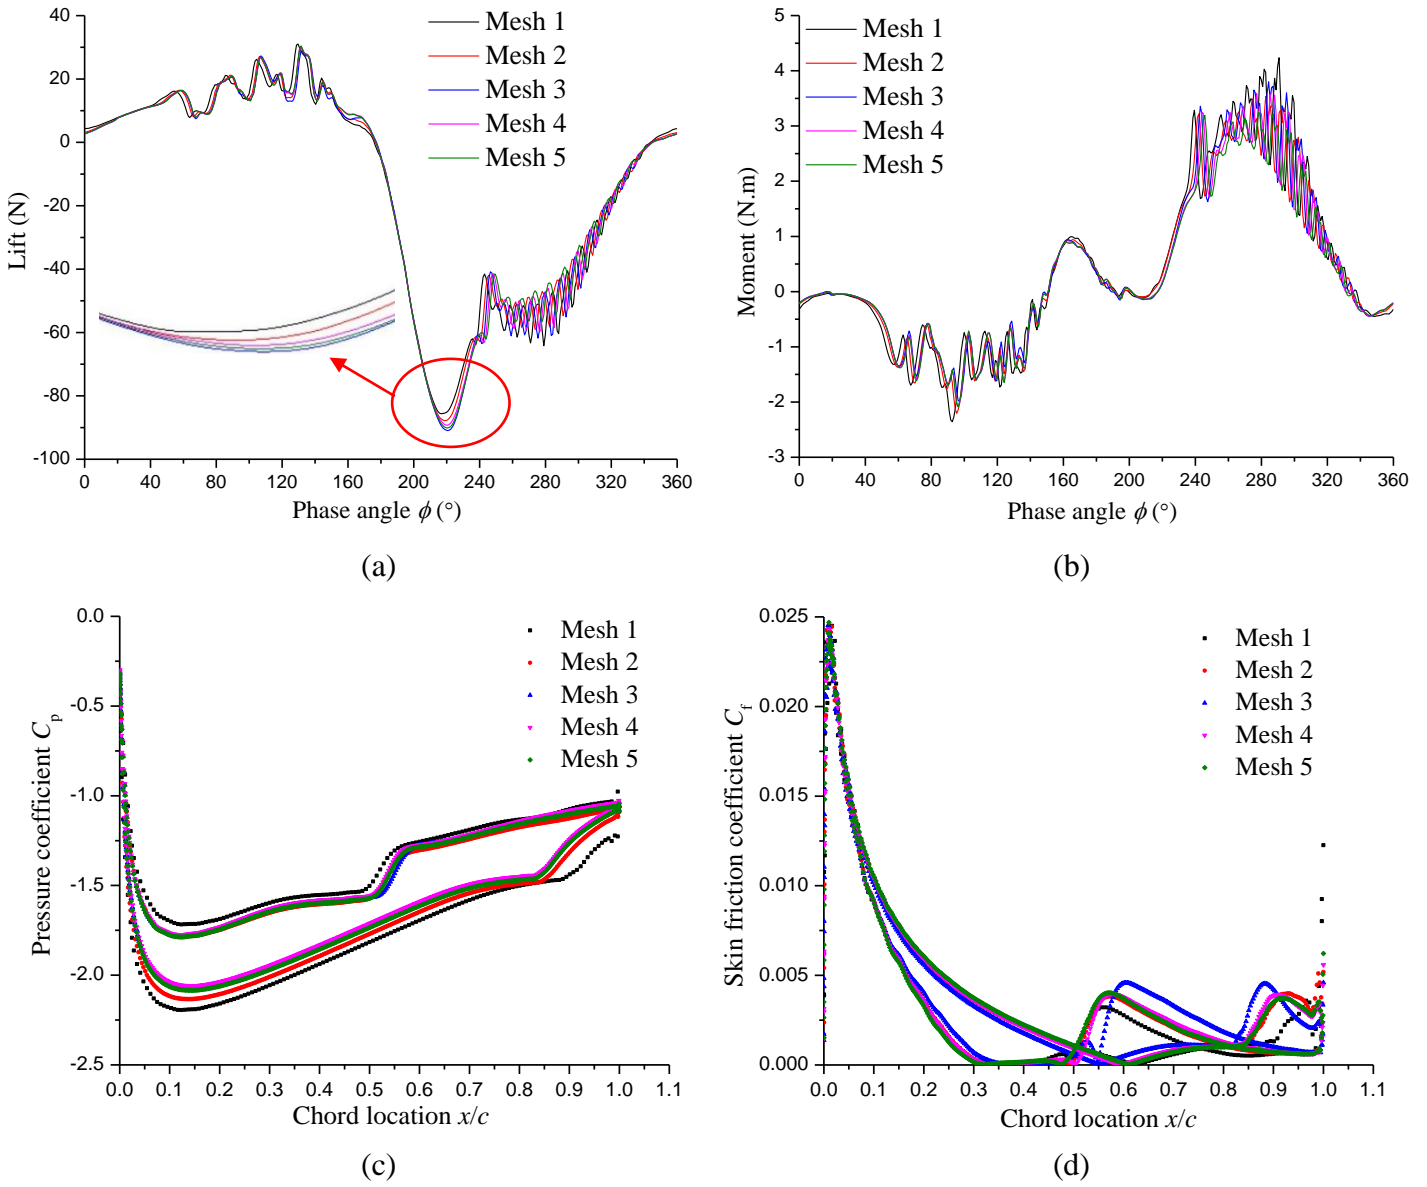 Mesh 1
Mesh 2
Mesh 3
Mesh 4
Mesh 5
40
20
0
-20
-40
-60
-80
-100
Lift (N)
0 40 80 120 160 200 240 280 320 360
Phase angle ϕ (°)
(a)
Mesh 1
Mesh 2
Mesh 3
Mesh 4
Mesh 5
5
4
3
2
1
0
-1
-2
-3
Moment (N.m)
0 40 80 120 160 200 240 280 320 360
Phase angle ϕ (°)
(b)
Mesh 1
Mesh 2
Mesh 3
Mesh 4
Mesh 5
0.0
-0.5
-1.0
-1.5
-2.0
-2.5
Pressure coefficient Cp
0.0 0.1 0.2 0.3 0.4 0.5 0.6 0.7 0.8 0.9 1.0 1.1
Chord location x/c
(c)
Mesh 1
Mesh 2
Mesh 3
Mesh 4
Mesh 5
0.025
0.020
0.015
0.010
0.005
0.000
Skin friction coefficient Cf
0.0 0.1 0.2 0.3 0.4 0.5 0.6 0.7 0.8 0.9 1.0 1.1
Chord location x/c
(d)